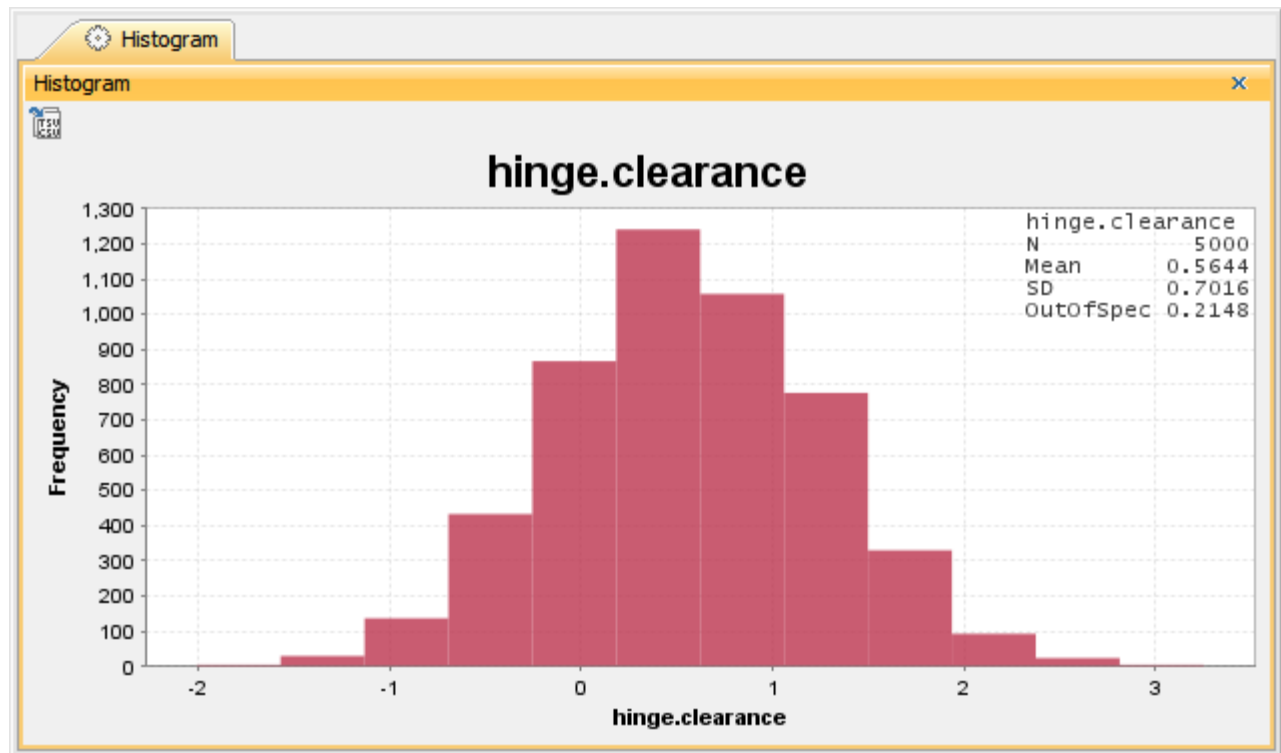 Histogram
Histogram
TSV
CSV
hinge.clearance
1,300
1,200
1,100
1,000
900
800
700
600
500
400
300
200
100
0
Frequency
hinge.clearance
N 5000
Mean 0.5644
SD 0.7016
OutOfSpec 0.2148
-2 -1 0 1 2 3
hinge.clearance